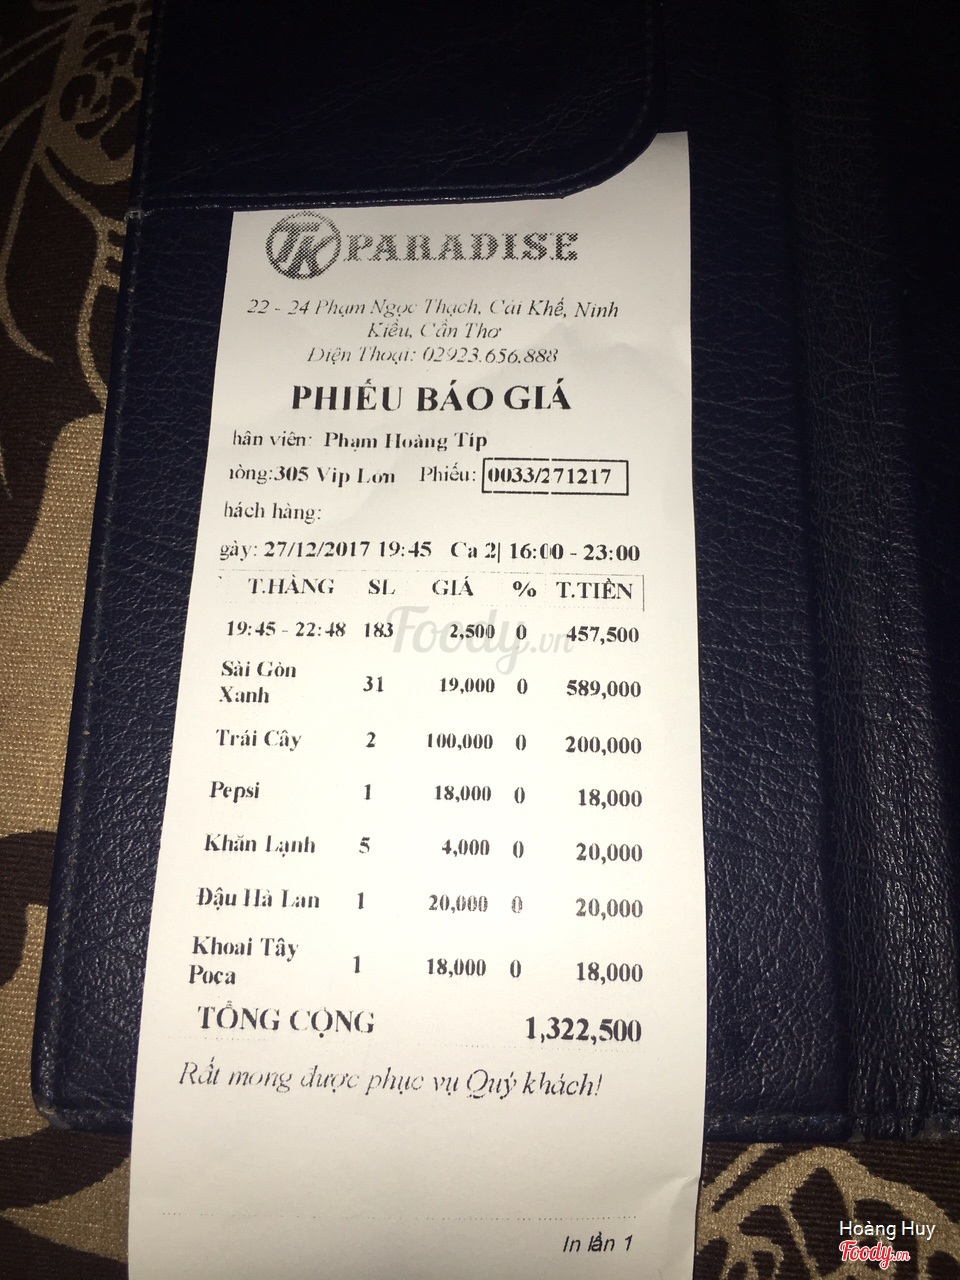 TK PARADISE
22 - 24 Phạm Ngọc Thạch, Cái Khế, Ninh
Kiều, Cần Thơ
Điện Thoại: 02923.656.888
PHIẾU BÁO GIÁ
hân viên: Phạm Hoàng Típ
hòng:305 Vip Lớn Phiếu: 0033/271217
hách hàng:
gày: 27/12/2017 19:45 Ca 2| 16:00 - 23:00
T.HÀNG SL GIÁ % T.TIỀN
19:45 - 22:48 183 2,500 0 457,500
Sài Gòn
Xanh 31 19,000 0 589,000
Trái Cây 2 100,000 0 200,000
Pepsi 1 18,000 0 18,000
Khăn Lạnh 5 4,000 0 20,000
Đậu Hà Lan 1 20,000 0 20,000
Khoai Tây
Poca 1 18,000 0 18,000
TỔNG CỘNG 1,322,500
Rất mong được phục vụ Quý khách!
In lần 1
Foody.vn
Hoàng Huy
Foody.vn